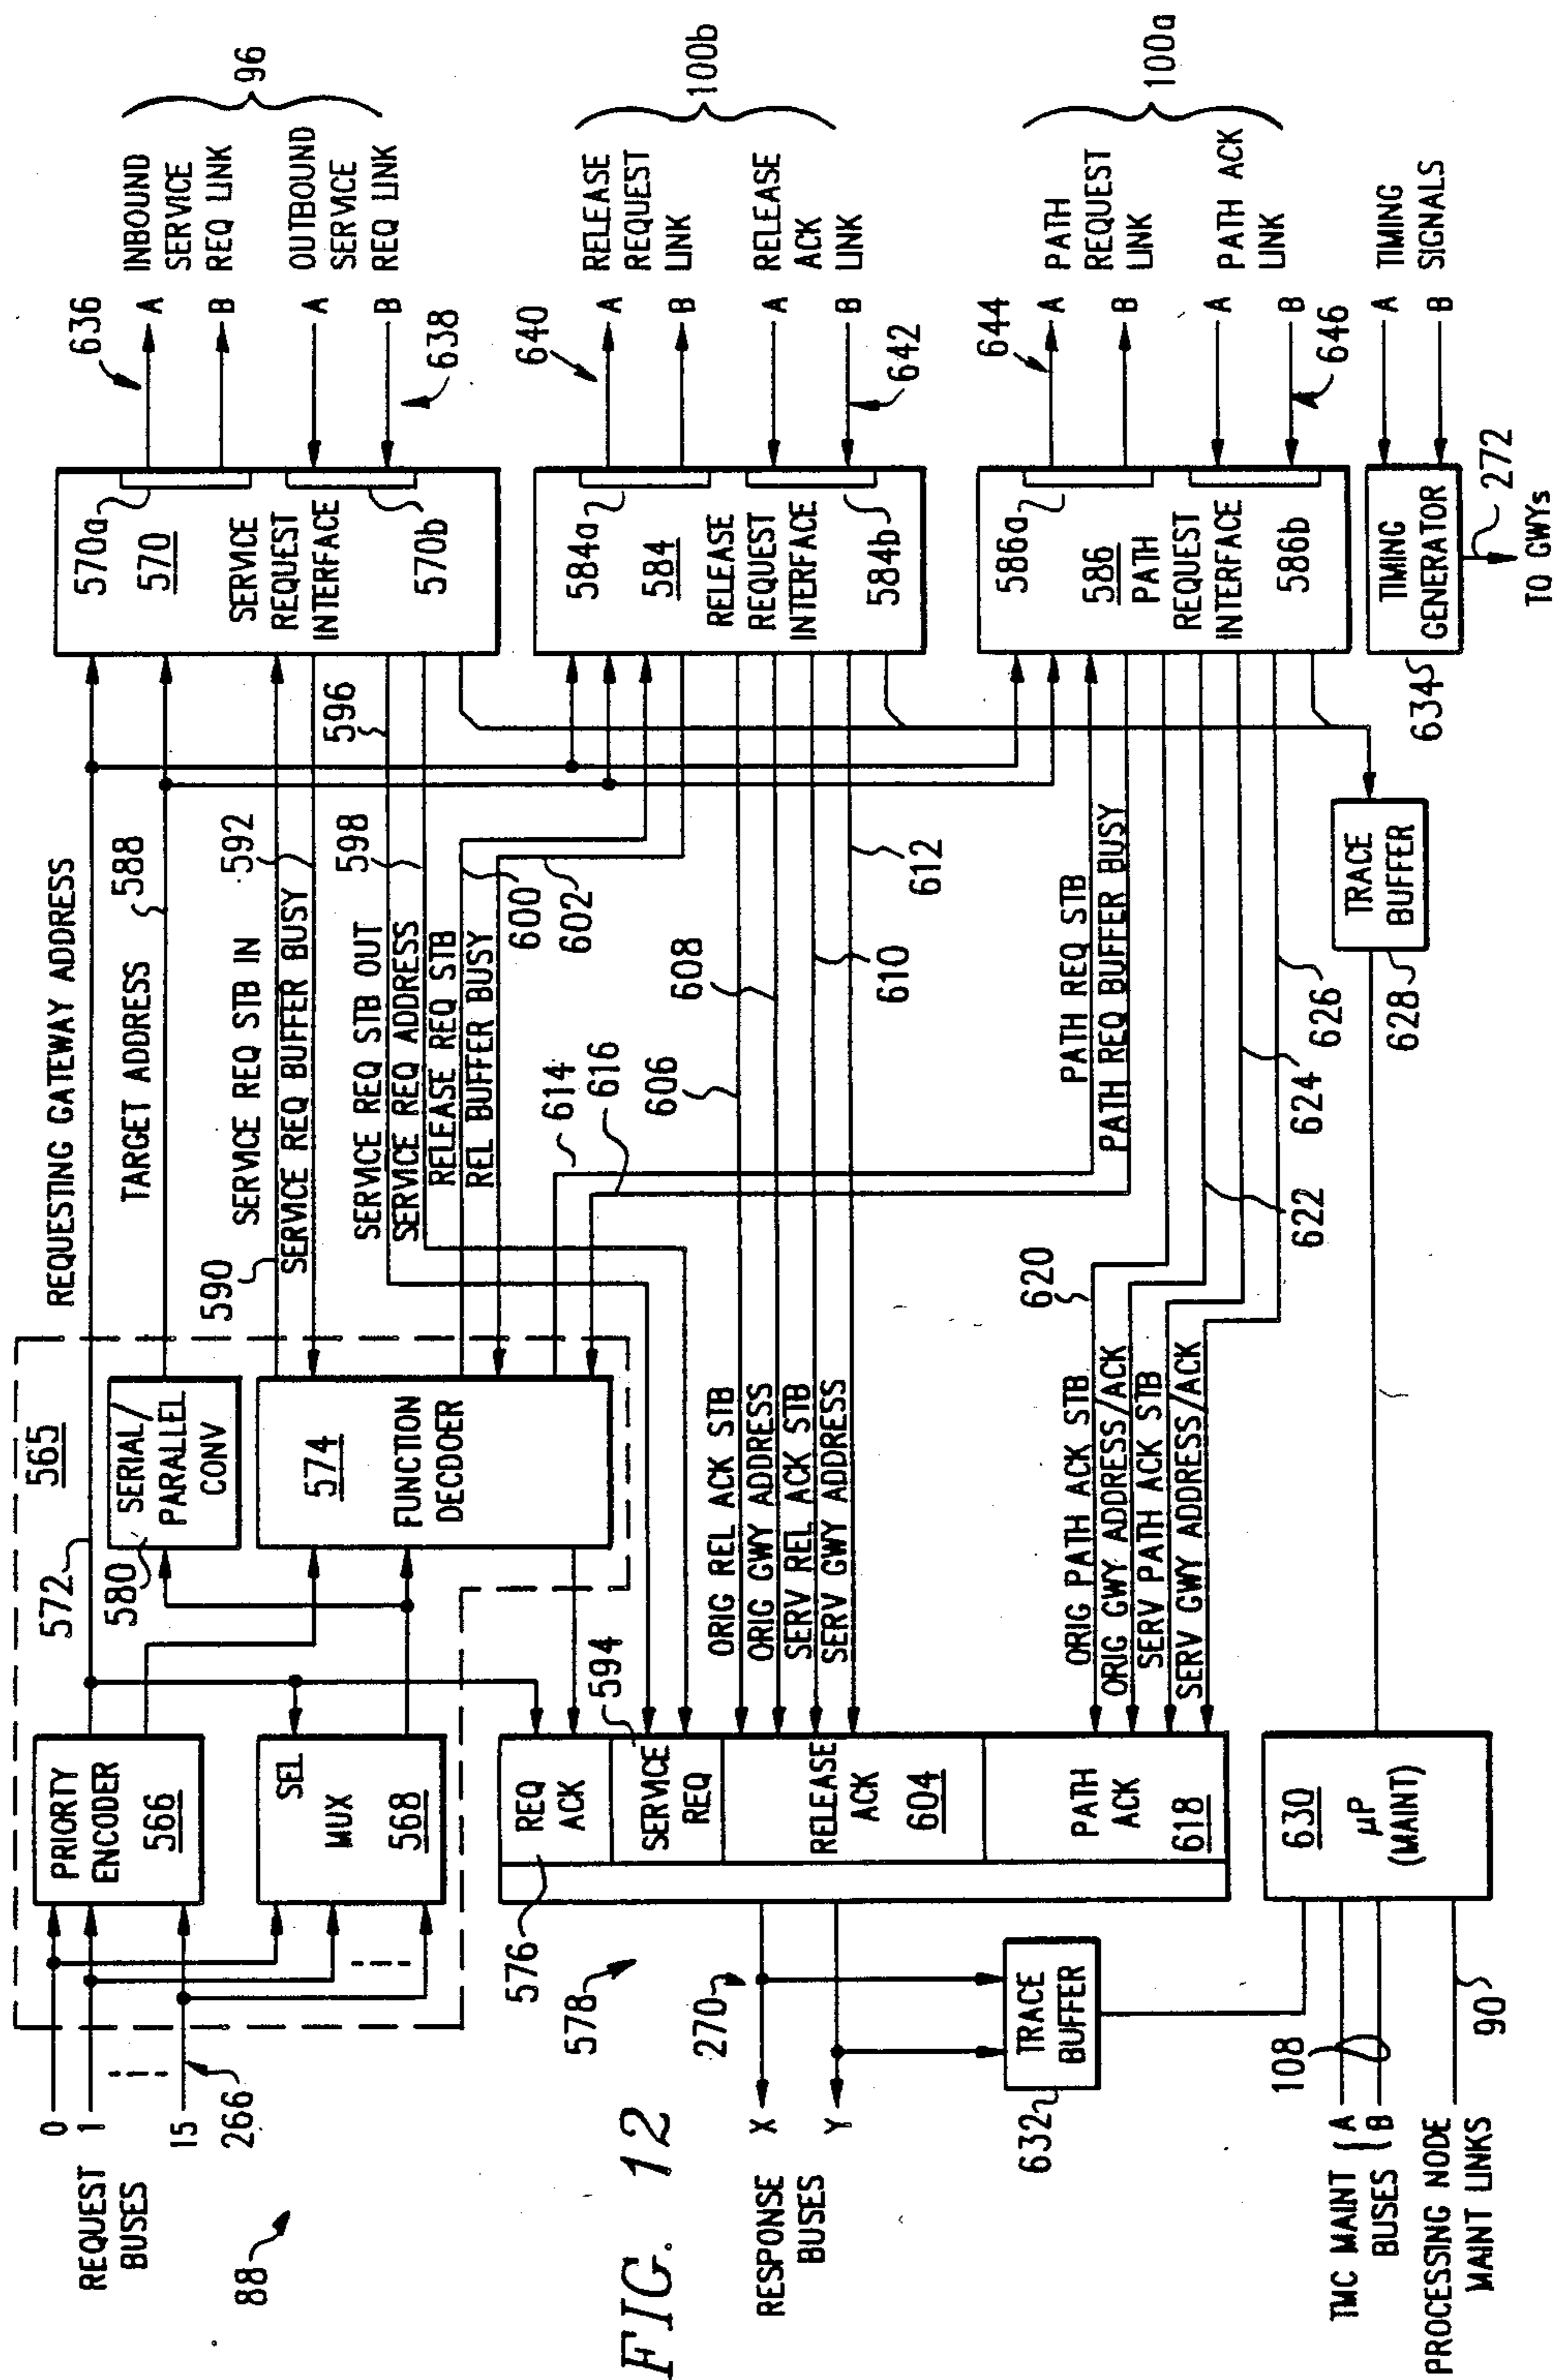 REQUEST
BUSES
0
1
15
266
88
565
PRIORTY
ENCODER
566
SEL
MUX
568
572
580
SERIAL/
PARALLEL
CONV
574
FUNCTION
DECDOER
REQUESTING GATEWAY ADDRESS
TARGET ADDRESS
588
590
SERVICE REQ STB IN
SERVICE REQ BUFFER BUSY
592
SERVICE REQ STB OUT
596
SERVICE REQ ADDRESS
598
RELEASE REQ STB
REL BUFFER BUSY
600
602
614
616
PATH REQ STB
PATH REQ BUFFER BUSY
570a
570
SERVICE
REQUEST
INTERFACE
570b
636
A
B
INBOUND
SERVICE
REQ LINK
A
B
OUTBOUND
SERVICE
REQ LINK
638
96
584a
584
RELEASE
REQUEST
INTERFACE
584b
640
A
B
RELEASE
REQUEST
LINK
A
B
RELEASE
ACK
LINK
642
100b
586a
586
PATH
REQUEST
INTERFACE
586b
644
A
B
PATH
REQUEST
LINK
A
B
PATH ACK
LINK
646
100a
TIMING
GENERATOR
634
A
B
TIMING
SIGNALS
272
TO GWYs
REQ
ACK
576
594
SERVICE
REQ
RELEASE
ACK
604
PATH
ACK
618
578
ORIG REL ACK STB
ORIG GWY ADDRESS
SERV REL ACK STB
SERV GWY ADDRESS
606
608
610
612
ORIG PATH ACK STB
ORIG GWY ADDRESS/ACK
SERV PATH ACK STB
SERV GWY ADDRESS/ACK
620
622
624
626
TRACE
BUFFER
628
RESPONSE
BUSES
X
Y
270
TRACE
BUFFER
632
630
μP
(MAINT)
TMC MAINT
BUSES
A
B
108
PROCESSING NODE
MAINT LINKS
90
FIG. 12